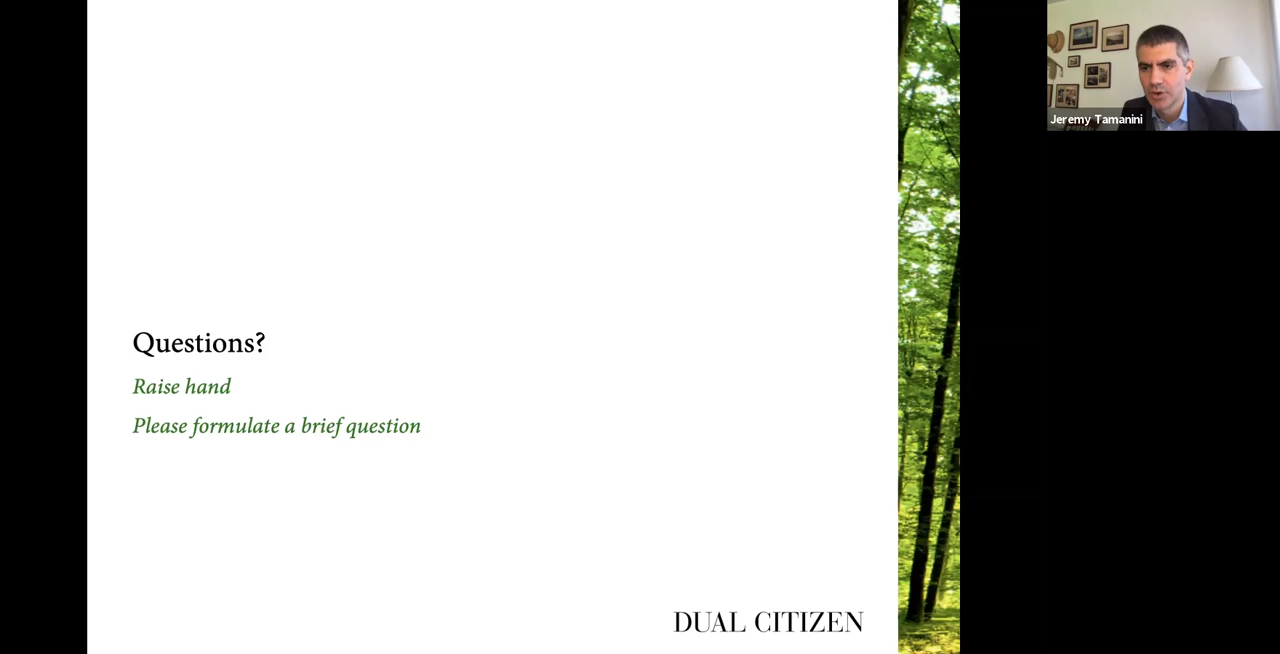 Questions?
Raise hand
Please formulate a brief question
DUAL CITIZEN
Jeremy Tamanini